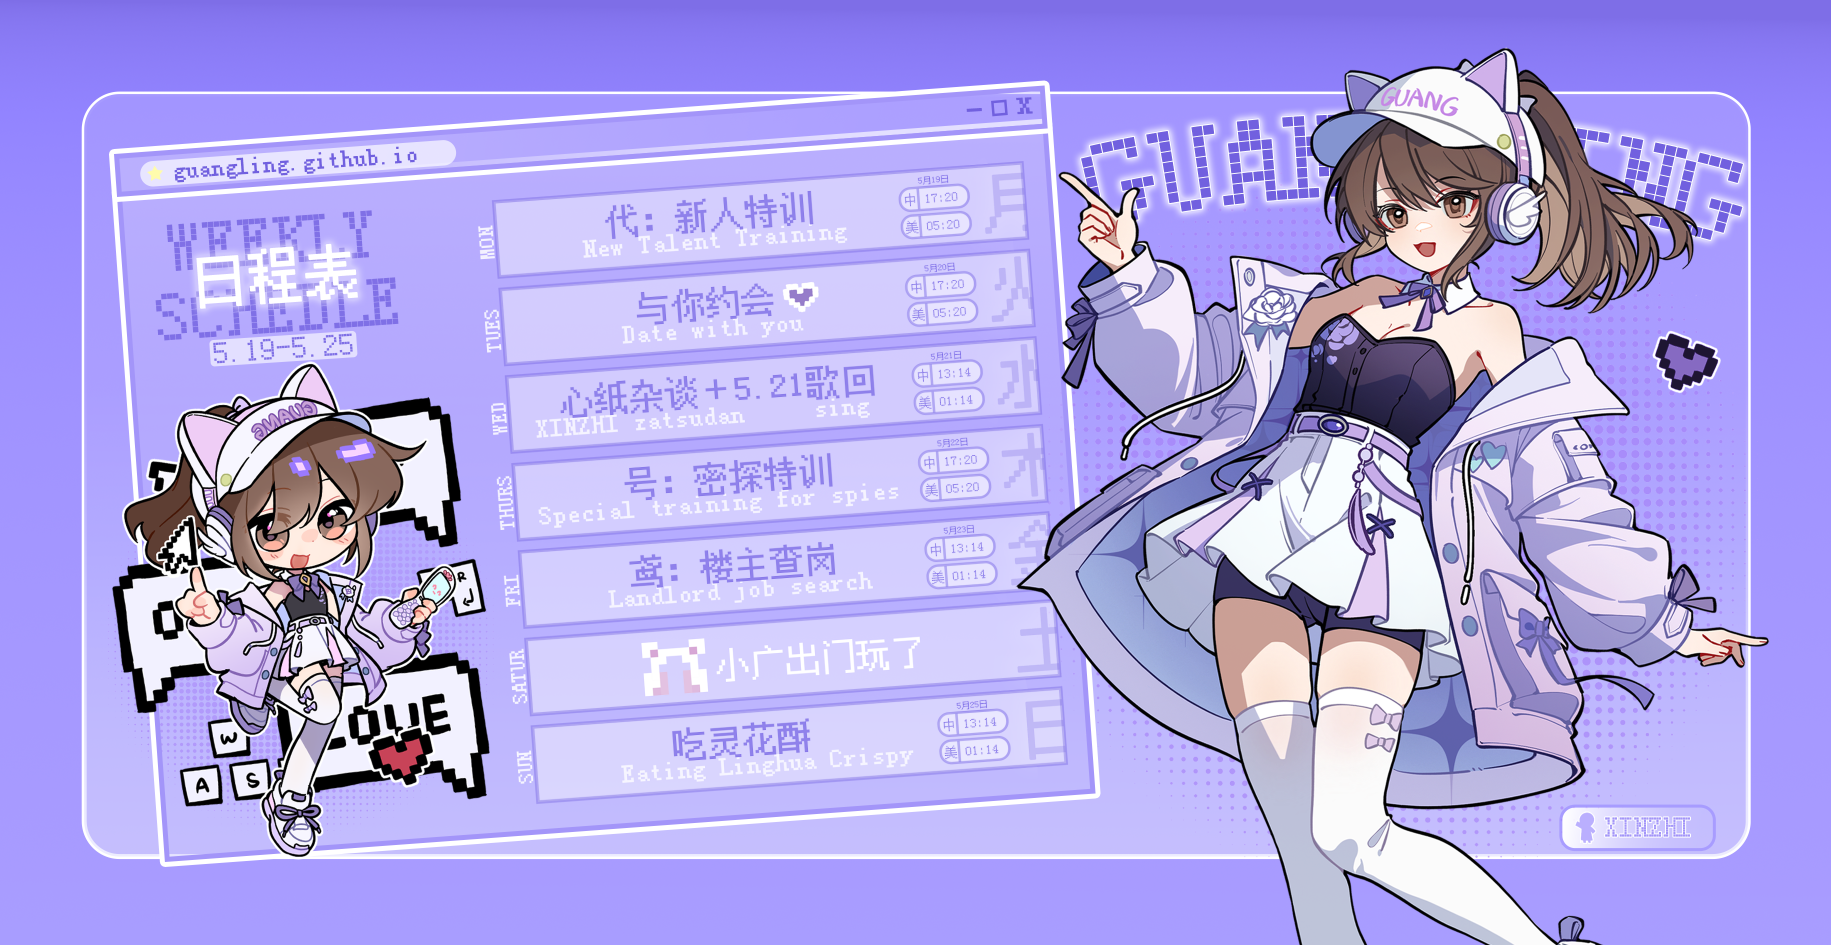 guangling.github.io
WEEKLY
日程表
SCHEDLE
5.19-5.25
MON
代: 新人特训
New Talent Training
5月19日
中 17:20
美 05:20
月
TUES
与你约会
Date with you
5月20日
中 17:20
美 05:20
火
WED
心纸杂谈+5.21歌回
XINZHI zatsudan sing
5月21日
中 13:14
美 01:14
水
THURS
号: 密探特训
Special training for spies
5月22日
中 17:20
美 05:20
木
FRI
鸢: 楼主查岗
Landlord job search
5月23日
中 13:14
美 01:14
金
SATUR
小广出门玩了
土
SUN
吃灵花酥
Eating Linghua Crispy
5月25日
中 13:14
美 01:14
日
GUANG
GUANG
R
LOVE
W
A
S
XINZHI